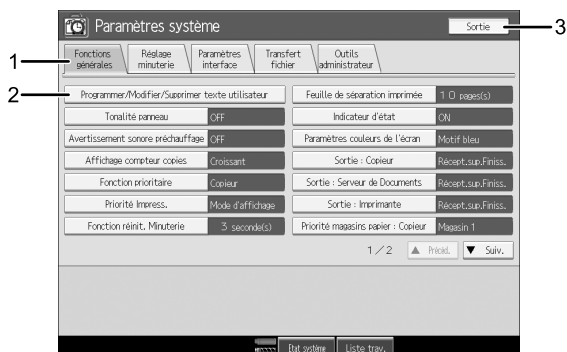 Paramètres système
Sortie
3
1
Fonctions générales
Réglage minuterie
Paramètres interface
Transfert fichier
Outils administrateur
2
Programmer/Modifier/Supprimer texte utilisateur
Feuille de séparation imprimée 1 0 pages(s)
Tonalité panneau OFF
Indicateur d'état ON
Avertissement sonore préchauffage OFF
Paramètres couleurs de l'écran Motif bleu
Affichage compteur copies Croissant
Sortie : Copieur Récept.sup.Finiss.
Fonction prioritaire Copieur
Sortie : Serveur de Documents Récept.sup.Finiss.
Priorité Impress. Mode d'affichage
Sortie : Imprimante Récept.sup.Finiss.
Fonction réinit. Minuterie 3 seconde(s)
Priorité magasins papier : Copieur Magasin 1
1 / 2 ▲ Précéd. ▼ Suiv.
Etat système Liste trav.